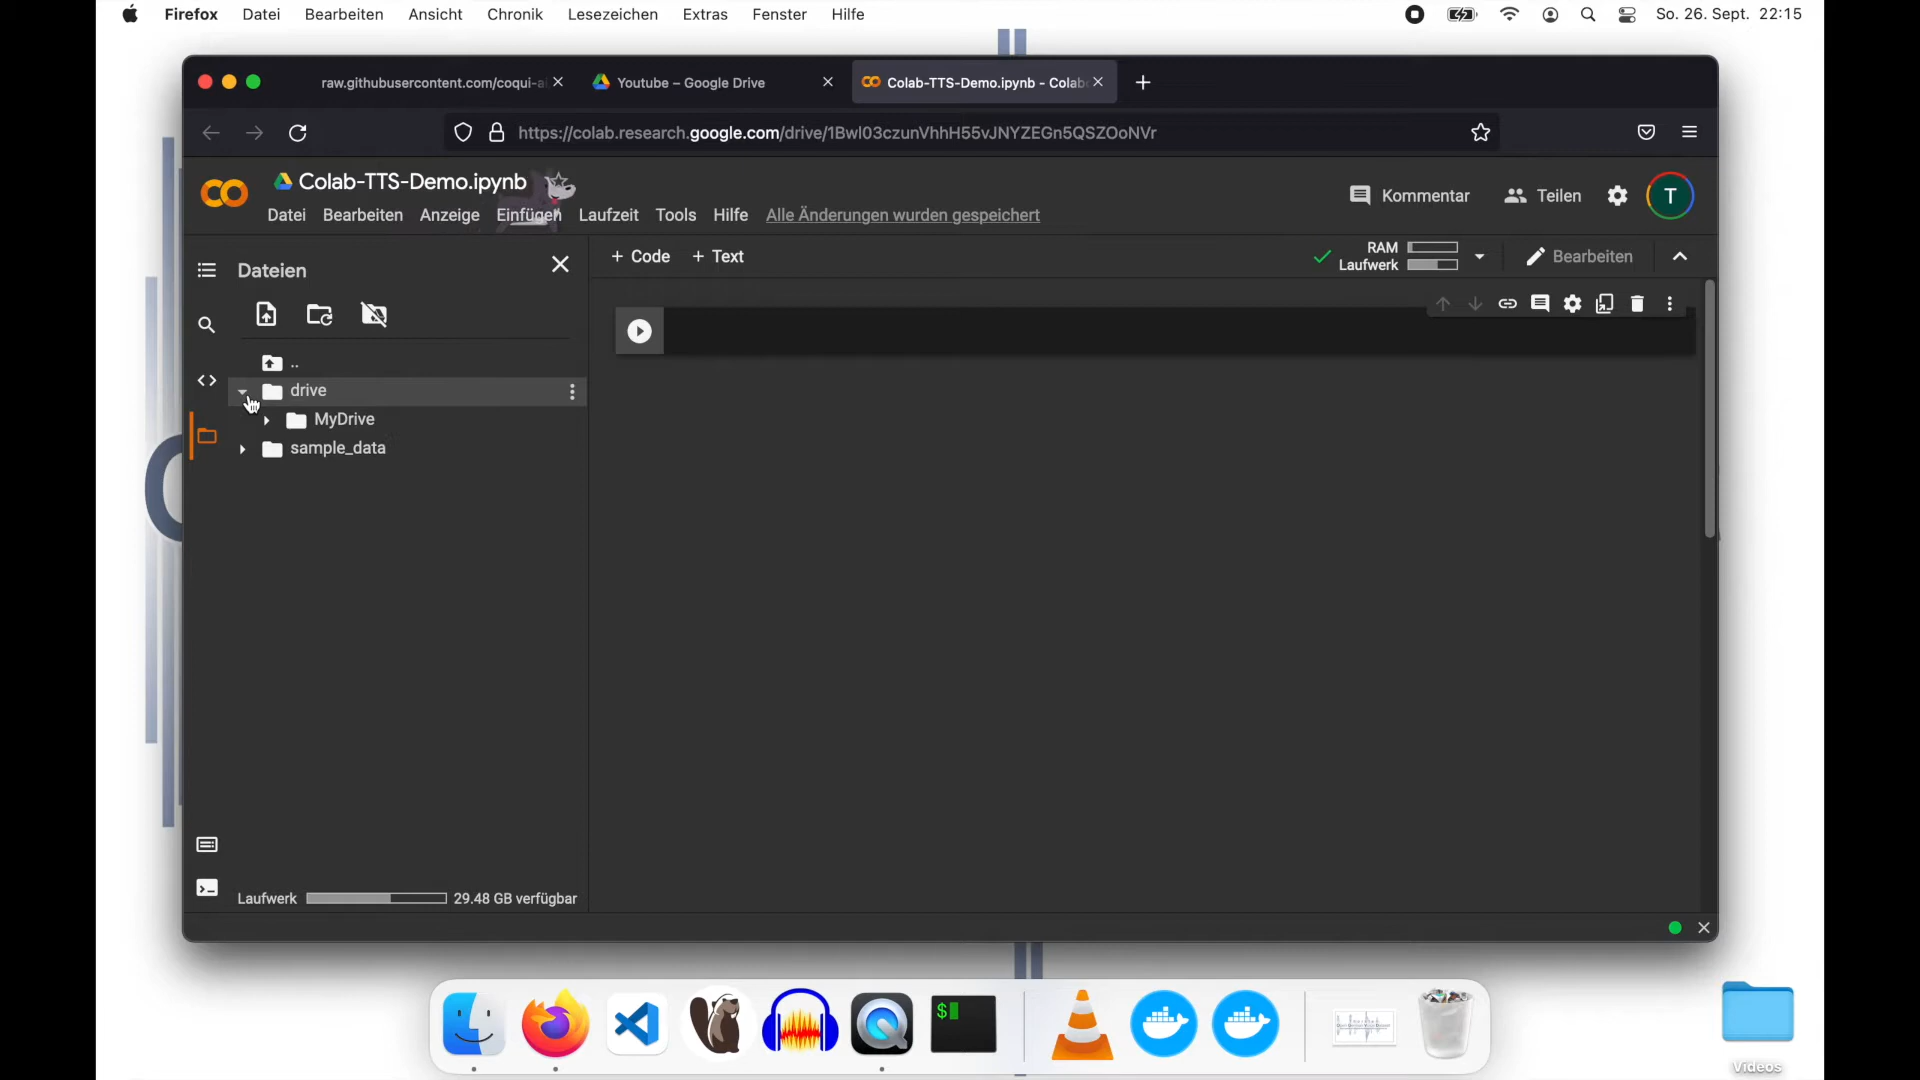 Firefox Datei Bearbeiten Ansicht Chronik Lesezeichen Extras Fenster Hilfe So. 26. Sept. 22:15
raw.githubusercontent.com/coqui-a Youtube – Google Drive Colab-TTS-Demo.ipynb - Colab
https://colab.research.google.com/drive/1Bwl03czunVhhH55vJNYZEGn5QSZOoNVr
Colab-TTS-Demo.ipynb
Kommentar Teilen T
Datei Bearbeiten Anzeige Einfügen Laufzeit Tools Hilfe Alle Änderungen wurden gespeichert
Dateien
+ Code + Text
RAM
Laufwerk
Bearbeiten
..
drive
MyDrive
sample_data
Laufwerk 29.48 GB verfügbar
$
Videos